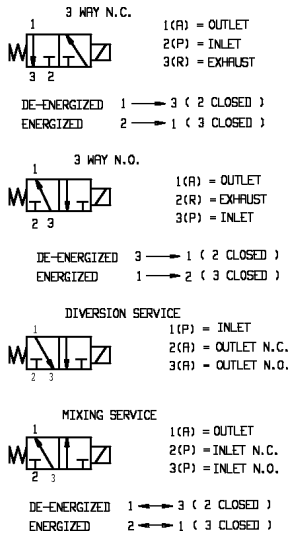 3 WAY N.C.
1
3 2
1(A) = OUTLET
2(P) = INLET
3(R) = EXHAUST
DE-ENERGIZED 1 → 3 ( 2 CLOSED )
ENERGIZED 2 → 1 ( 3 CLOSED )
3 WAY N.O.
1
2 3
1(A) = OUTLET
2(R) = EXHAUST
3(P) = INLET
DE-ENERGIZED 3 → 1 ( 2 CLOSED )
ENERGIZED 1 → 2 ( 3 CLOSED )
DIVERSION SERVICE
1
2 3
1(P) = INLET
2(A) = OUTLET N.C.
3(A) = OUTLET N.O.
MIXING SERVICE
1
2 3
1(A) = OUTLET
2(P) = INLET N.C.
3(P) = INLET N.O.
DE-ENERGIZED 1 ↔ 3 ( 2 CLOSED )
ENERGIZED 2 ↔ 1 ( 3 CLOSED )